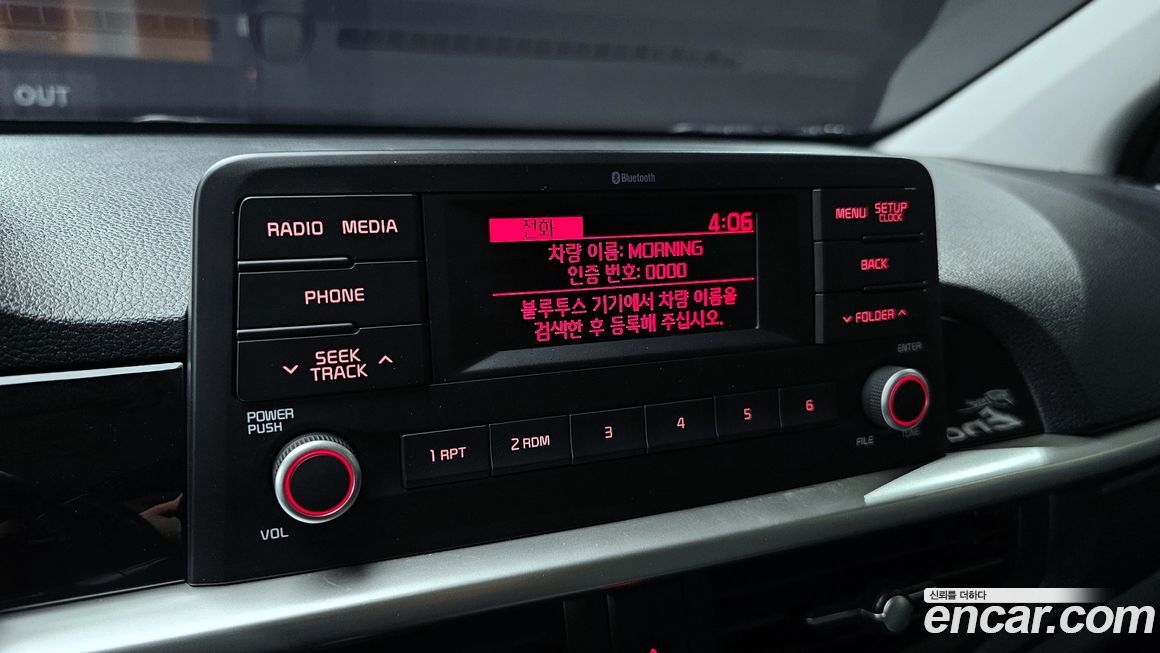 OUT
Bluetooth
RADIO MEDIA
PHONE
SEEK
TRACK
POWER
PUSH
VOL
전화 4:06
차량 이름: MORNING
인증 번호: 0000
블루투스 기기에서 차량 이름을
검색한 후 등록해 주십시오.
MENU SETUP
CLOCK
BACK
FOLDER
ENTER
FILE TUNE
1 RPT 2 RDM 3 4 5 6
신뢰를 더하다
encar.com